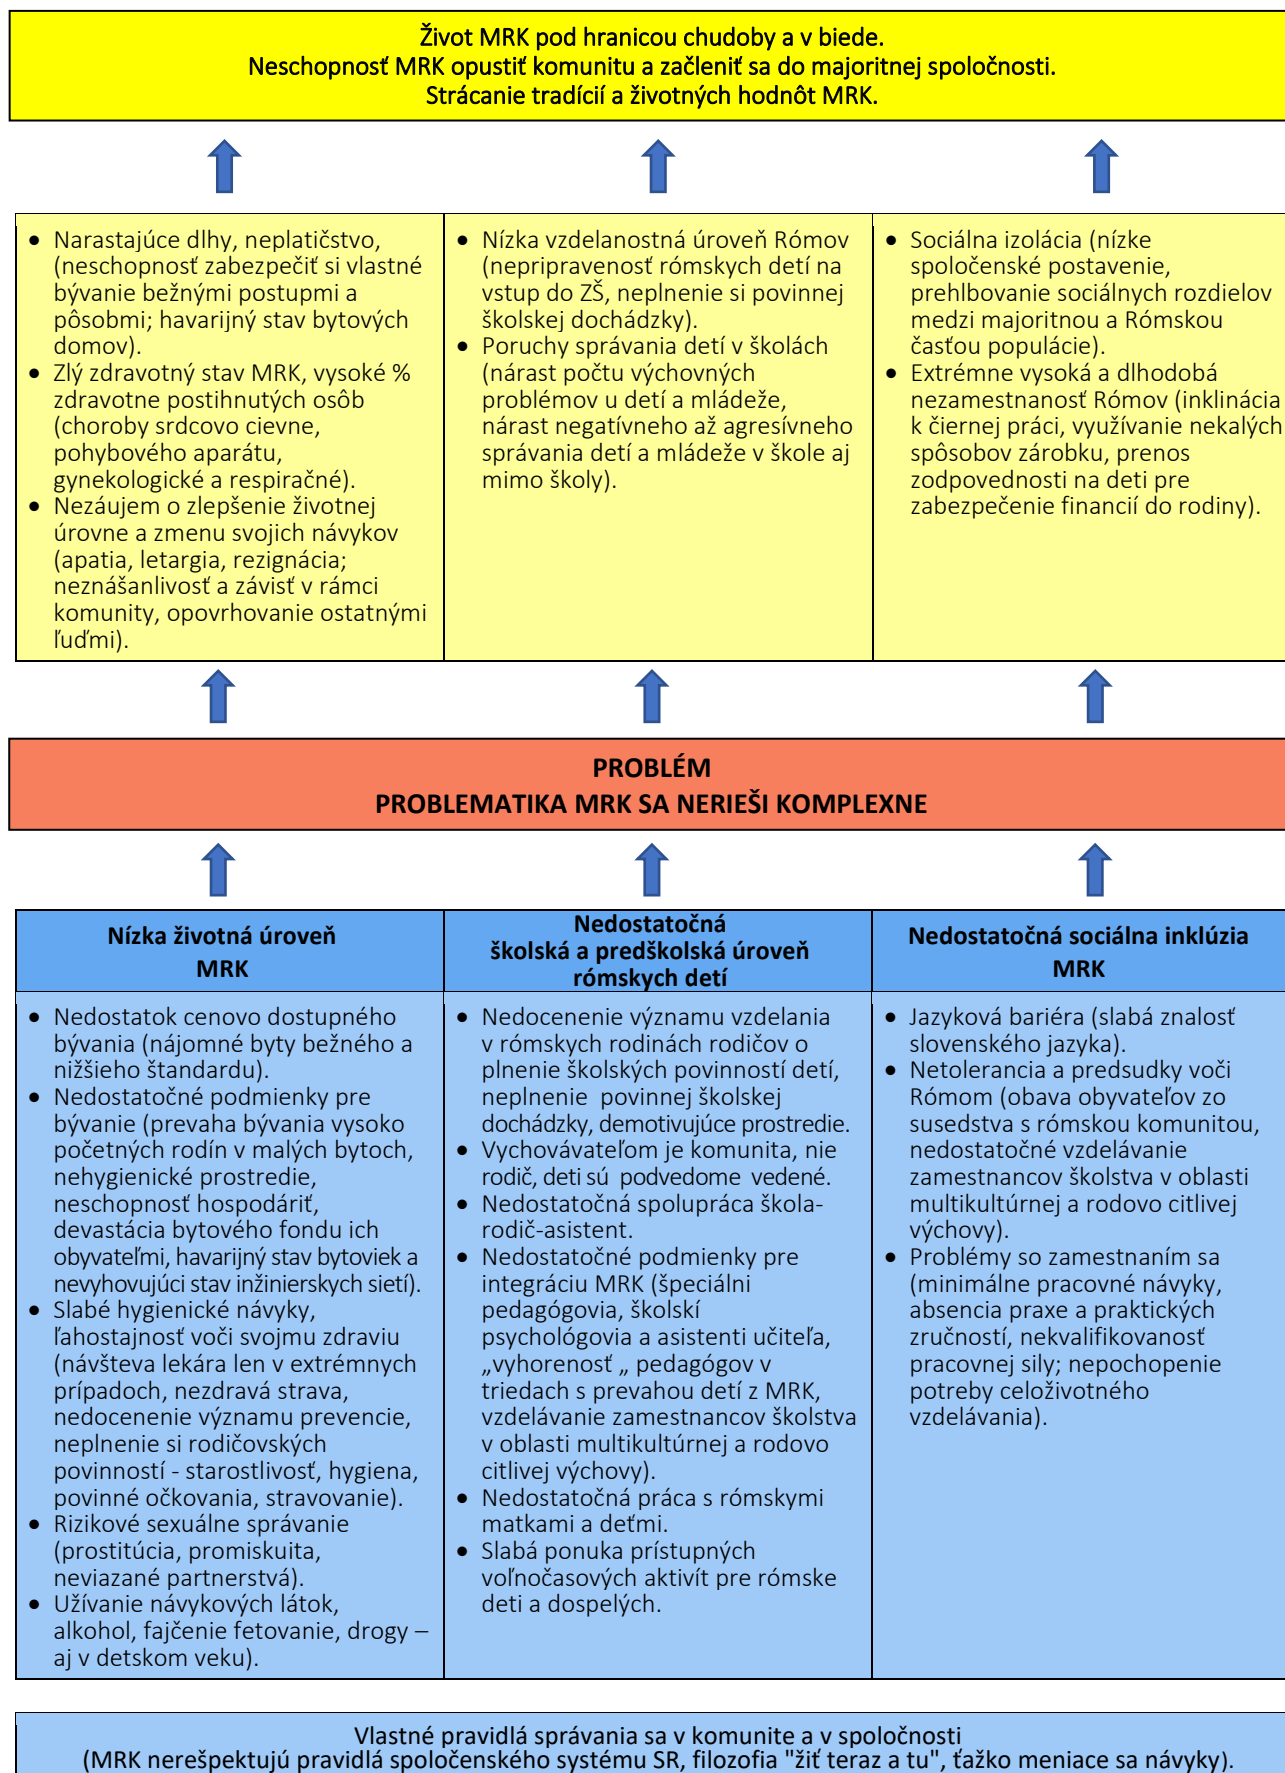 Život MRK pod hranicou chudoby a v biede.
Neschopnosť MRK opustiť komunitu a začleniť sa do majoritnej spoločnosti.
Strácanie tradícií a životných hodnôt MRK.
• Narastajúce dlhy, neplatičstvo,
(neschopnosť zabezpečiť si vlastné
bývanie bežnými postupmi a
pôsobmi; havarijný stav bytových
domov).
• Zlý zdravotný stav MRK, vysoké %
zdravotne postihnutých osôb
(choroby srdcovo cievne,
pohybového aparátu,
gynekologické a respiračné).
• Nezáujem o zlepšenie životnej
úrovne a zmenu svojich návykov
(apatia, letargia, rezignácia;
neznášanlivosť a závisť v rámci
komunity, opovrhovanie ostatnými
ľuďmi).
• Nízka vzdelanostná úroveň Rómov
(nepripravenosť rómskych detí na
vstup do ZŠ, neplnenie si povinnej
školskej dochádzky).
• Poruchy správania detí v školách
(nárast počtu výchovných
problémov u detí a mládeže,
nárast negatívneho až agresívneho
správania detí a mládeže v škole aj
mimo školy).
• Sociálna izolácia (nízke
spoločenské postavenie,
prehlbovanie sociálnych rozdielov
medzi majoritnou a Rómskou
časťou populácie).
• Extrémne vysoká a dlhodobá
nezamestnanosť Rómov (inklinácia
k čiernej práci, využívanie nekalých
spôsobov zárobku, prenos
zodpovednosti na deti pre
zabezpečenie financií do rodiny).
PROBLÉM
PROBLEMATIKA MRK SA NERIEŠI KOMPLEXNE
Nízka životná úroveň
MRK
Nedostatočná
školská a predškolská úroveň
rómskych detí
Nedostatočná sociálna inklúzia
MRK
• Nedostatok cenovo dostupného
bývania (nájomné byty bežného a
nižšieho štandardu).
• Nedostatočné podmienky pre
bývanie (prevaha bývania vysoko
početných rodín v malých bytoch,
nehygienické prostredie,
neschopnosť hospodáriť,
devastácia bytového fondu ich
obyvateľmi, havarijný stav bytoviek a
nevyhovujúci stav inžinierskych sietí).
• Slabé hygienické návyky,
ľahostajnosť voči svojmu zdraviu
(návšteva lekára len v extrémnych
prípadoch, nezdravá strava,
nedocenenie významu prevencie,
neplnenie si rodičovských
povinností - starostlivosť, hygiena,
povinné očkovania, stravovanie).
• Rizikové sexuálne správanie
(prostitúcia, promiskuita,
neviazané partnerstvá).
• Užívanie návykových látok,
alkohol, fajčenie fetovanie, drogy –
aj v detskom veku).
• Nedocenenie významu vzdelania
v rómskych rodinách rodičov o
plnenie školských povinností detí,
neplnenie povinnej školskej
dochádzky, demotivujúce prostredie.
• Vychovávateľom je komunita, nie
rodič, deti sú podvedome vedené.
• Nedostatočná spolupráca škola-
rodič-asistent.
• Nedostatočné podmienky pre
integráciu MRK (špeciálni
pedagógovia, školskí
psychológovia a asistenti učiteľa,
„vyhorenosť „ pedagógov v
triedach s prevahou detí z MRK,
vzdelávanie zamestnancov školstva
v oblasti multikultúrnej a rodovo
citlivej výchovy).
• Nedostatočná práca s rómskymi
matkami a deťmi.
• Slabá ponuka prístupných
voľnočasových aktivít pre rómske
deti a dospelých.
• Jazyková bariéra (slabá znalosť
slovenského jazyka).
• Netolerancia a predsudky voči
Rómom (obava obyvateľov zo
susedstva s rómskou komunitou,
nedostatočné vzdelávanie
zamestnancov školstva v oblasti
multikultúrnej a rodovo citlivej
výchovy).
• Problémy so zamestnaním sa
(minimálne pracovné návyky,
absencia praxe a praktických
zručností, nekvalifikovanosť
pracovnej sily; nepochopenie
potreby celoživotného
vzdelávania).
Vlastné pravidlá správania sa v komunite a v spoločnosti
(MRK nerešpektujú pravidlá spoločenského systému SR, filozofia "žiť teraz a tu", ťažko meniace sa návyky).